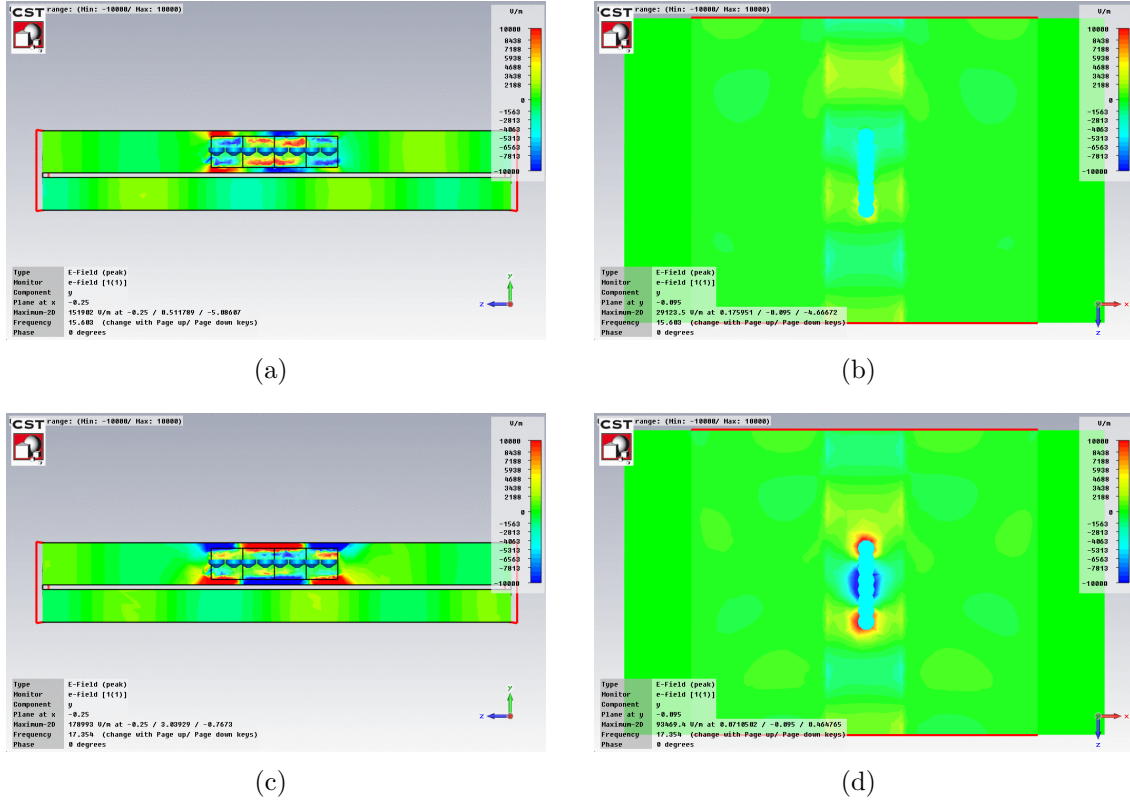 CST
range: (Min: -10000/ Max: 10000)
V/m
10000
8438
7188
5938
4688
3438
2188
0
-1563
-2813
-4063
-5313
-6563
-7813
-10000
y
z
Type E-Field (peak)
Monitor e-field [1(1)]
Component y
Plane at x -0.25
Maximum-2D 151902 V/m at -0.25 / 0.511789 / -5.08607
Frequency 15.603 (change with Page up/ Page down keys)
Phase 0 degrees
(a)
CST
range: (Min: -10000/ Max: 10000)
V/m
10000
8438
7188
5938
4688
3438
2188
0
-1563
-2813
-4063
-5313
-6563
-7813
-10000
x
z
Type E-Field (peak)
Monitor e-field [1(1)]
Component y
Plane at y -0.095
Maximum-2D 29123.5 V/m at 0.175951 / -0.095 / -4.66672
Frequency 15.603 (change with Page up/ Page down keys)
Phase 0 degrees
(b)
CST
range: (Min: -10000/ Max: 10000)
V/m
10000
8438
7188
5938
4688
3438
2188
0
-1563
-2813
-4063
-5313
-6563
-7813
-10000
y
z
Type E-Field (peak)
Monitor e-field [1(1)]
Component y
Plane at x -0.25
Maximum-2D 178993 V/m at -0.25 / 3.03929 / -0.7673
Frequency 17.354 (change with Page up/ Page down keys)
Phase 0 degrees
(c)
CST
range: (Min: -10000/ Max: 10000)
V/m
10000
8438
7188
5938
4688
3438
2188
0
-1563
-2813
-4063
-5313
-6563
-7813
-10000
x
z
Type E-Field (peak)
Monitor e-field [1(1)]
Component y
Plane at y -0.095
Maximum-2D 93469.4 V/m at 0.0710502 / -0.095 / 0.464765
Frequency 17.354 (change with Page up/ Page down keys)
Phase 0 degrees
(d)